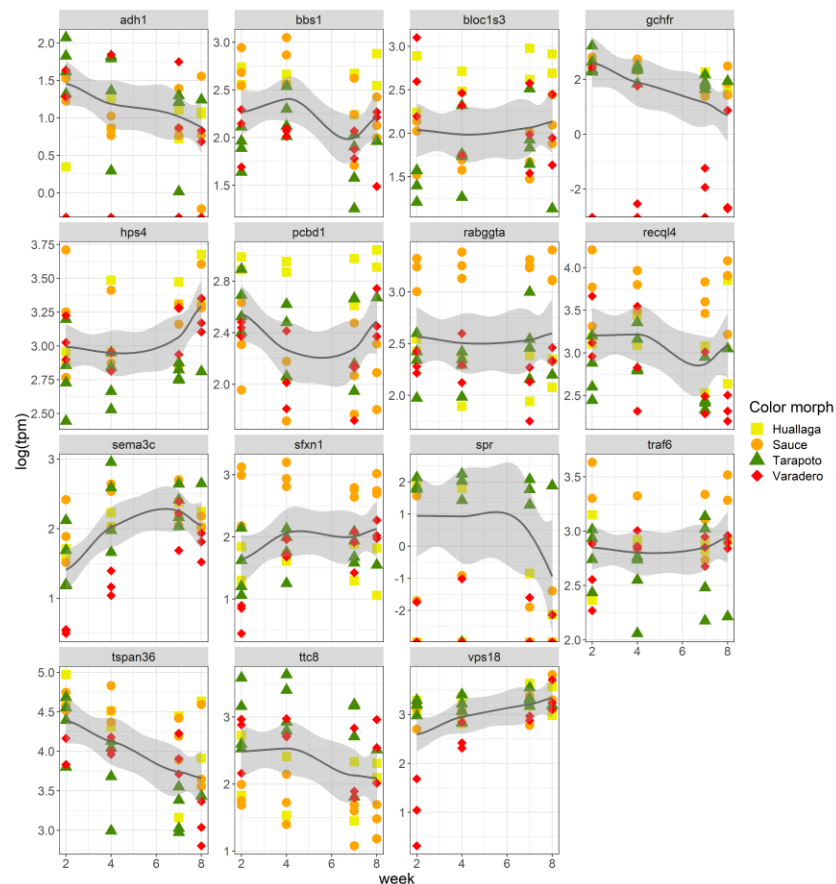 adh1 bbs1 bloc1s3 gchfr
2.0 1.5 1.0 0.5 0.0
3.0 2.5 2.0 1.5
3.0 2.5 2.0 1.5
2 0 -2
hps4 pcbd1 rabggta recql4
3.75 3.50 3.25 3.00 2.75 2.50
2.8 2.4 2.0
3.0 2.5 2.0
4.0 3.5 3.0 2.5
log(tpm)
sema3c sfxn1 spr traf6
3 2 1
3 2 1
2 1 0 -1 -2
3.5 3.0 2.5 2.0
Color morph
Huallaga
Sauce
Tarapoto
Varadero
tspan36 ttc8 vps18
5.0 4.5 4.0 3.5 3.0
3 2 1
3 2 1
2 4 6 8 2 4 6 8 2 4 6 8 2 4 6 8
week